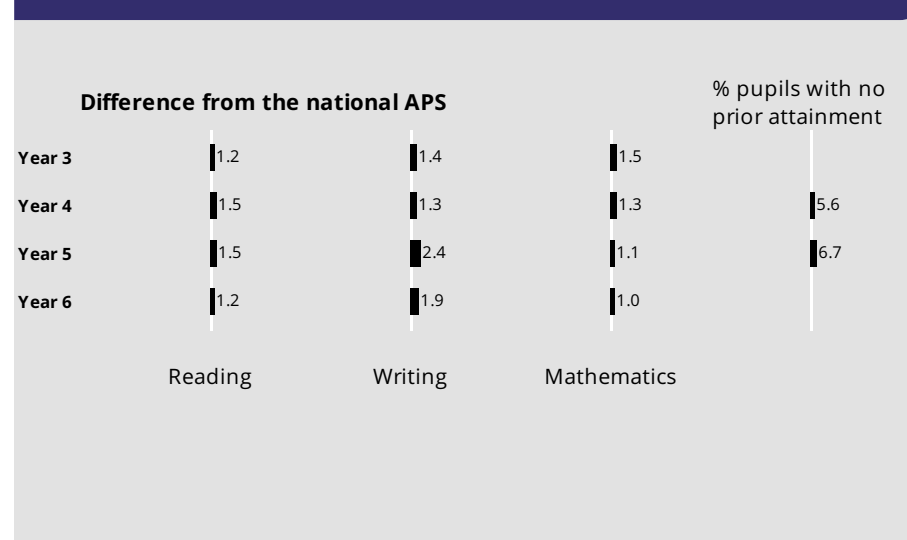 % pupils with no
prior attainment
Difference from the national APS
Year 3 1.2 1.4 1.5
Year 4 1.5 1.3 1.3 5.6
Year 5 1.5 2.4 1.1 6.7
Year 6 1.2 1.9 1.0
Reading Writing Mathematics